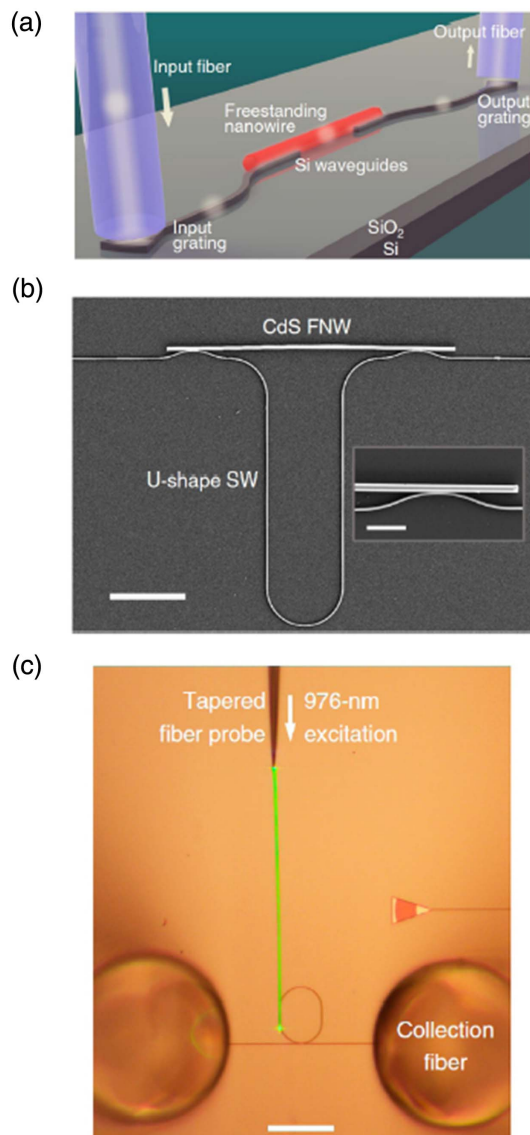 (a)
Input fiber
Output fiber
Freestanding
nanowire
Si waveguides
Output
grating
Input
grating
SiO2
Si
(b)
CdS FNW
U-shape SW
(c)
Tapered
fiber probe
976-nm
excitation
Collection
fiber